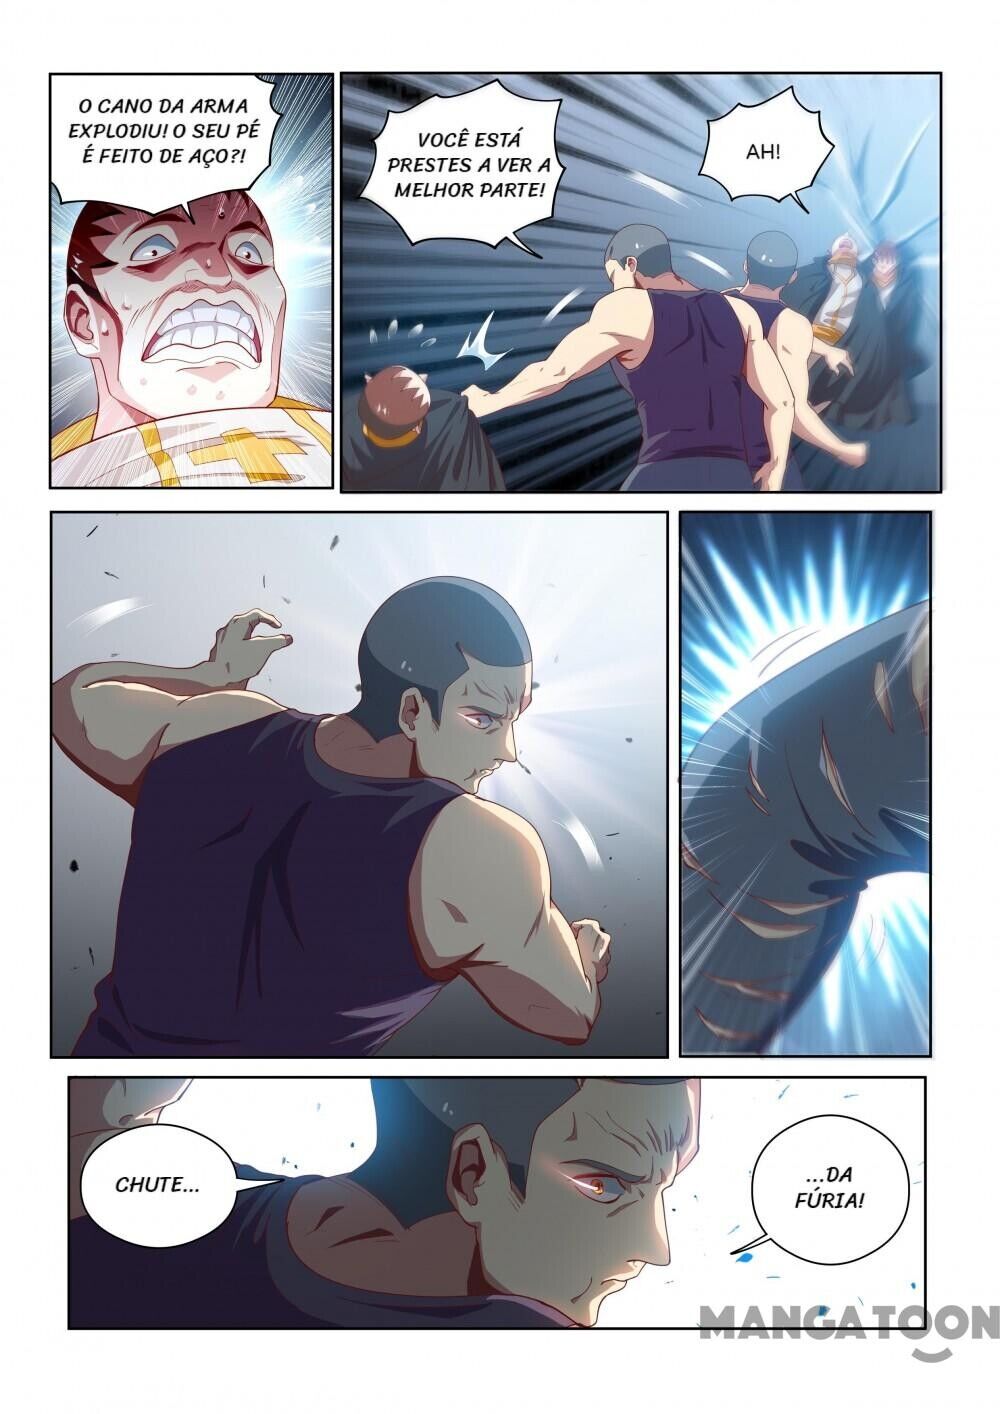 O CANO DA ARMA
EXPLODIU! O SEU PÉ
É FEITO DE AÇO?!
VOCÊ ESTÁ
PRESTES A VER A
MELHOR PARTE!
AH!
CHUTE...
...DA
FÚRIA!
MANGATOON